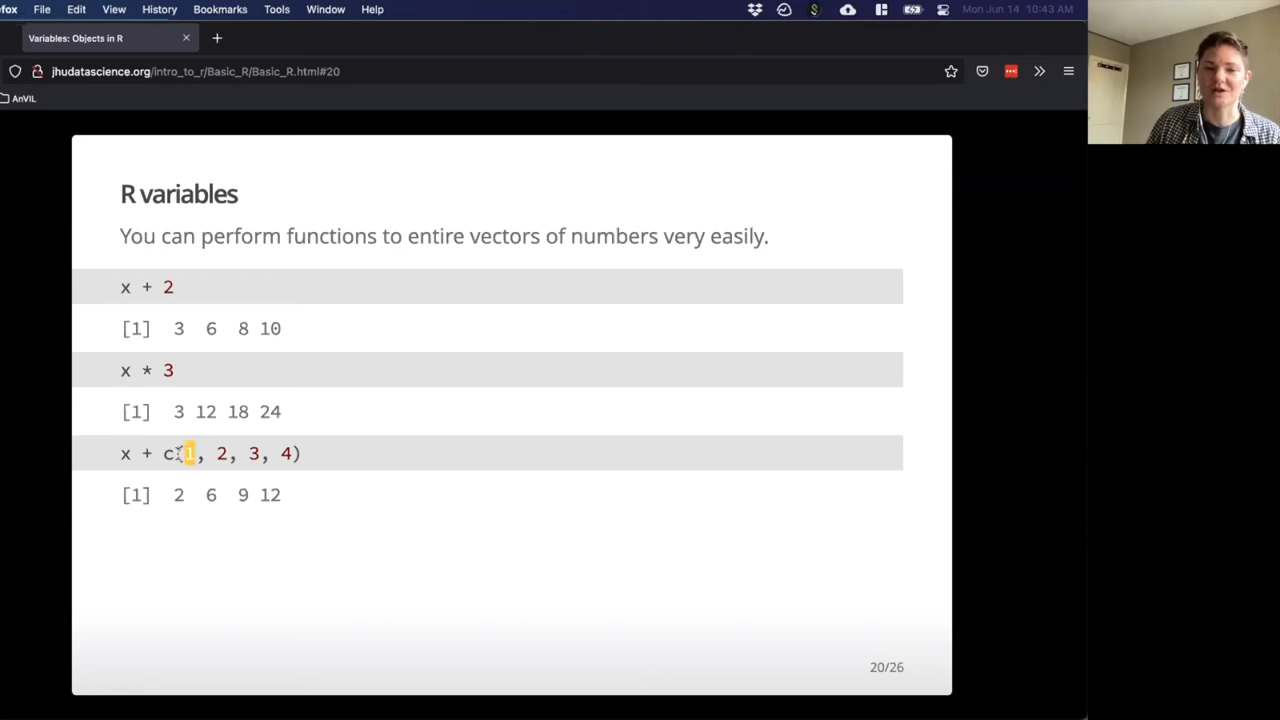 efox File Edit View History Bookmarks Tools Window Help Mon Jun 14 10:43 AM
Variables: Objects in R
jhudatascience.org/intro_to_r/Basic_R/Basic_R.html#20
AnVIL
R variables
You can perform functions to entire vectors of numbers very easily.
x + 2
[1] 3 6 8 10
x * 3
[1] 3 12 18 24
x + c(1, 2, 3, 4)
[1] 2 6 9 12
20/26